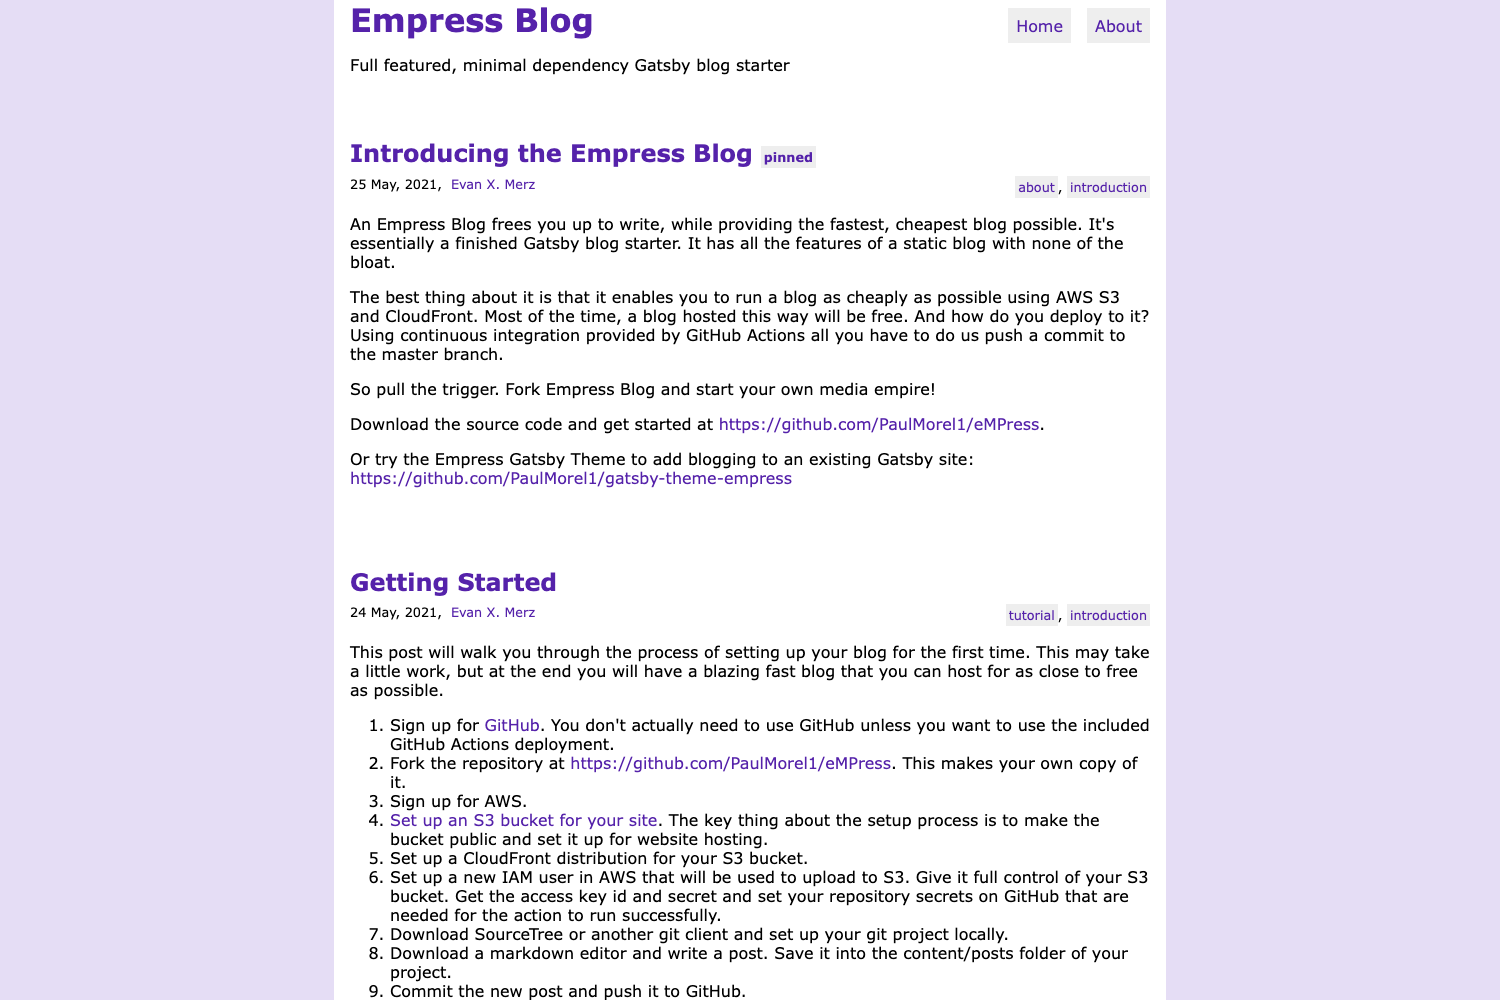 Empress Blog
Home
About
Full featured, minimal dependency Gatsby blog starter
Introducing the Empress Blog pinned
25 May, 2021, Evan X. Merz
about, introduction
An Empress Blog frees you up to write, while providing the fastest, cheapest blog possible. It's
essentially a finished Gatsby blog starter. It has all the features of a static blog with none of the
bloat.
The best thing about it is that it enables you to run a blog as cheaply as possible using AWS S3
and CloudFront. Most of the time, a blog hosted this way will be free. And how do you deploy to it?
Using continuous integration provided by GitHub Actions all you have to do us push a commit to
the master branch.
So pull the trigger. Fork Empress Blog and start your own media empire!
Download the source code and get started at https://github.com/PaulMorel1/eMPress.
Or try the Empress Gatsby Theme to add blogging to an existing Gatsby site:
https://github.com/PaulMorel1/gatsby-theme-empress
Getting Started
24 May, 2021, Evan X. Merz
tutorial, introduction
This post will walk you through the process of setting up your blog for the first time. This may take
a little work, but at the end you will have a blazing fast blog that you can host for as close to free
as possible.
1. Sign up for GitHub. You don't actually need to use GitHub unless you want to use the included
GitHub Actions deployment.
2. Fork the repository at https://github.com/PaulMorel1/eMPress. This makes your own copy of
it.
3. Sign up for AWS.
4. Set up an S3 bucket for your site. The key thing about the setup process is to make the
bucket public and set it up for website hosting.
5. Set up a CloudFront distribution for your S3 bucket.
6. Set up a new IAM user in AWS that will be used to upload to S3. Give it full control of your S3
bucket. Get the access key id and secret and set your repository secrets on GitHub that are
needed for the action to run successfully.
7. Download SourceTree or another git client and set up your git project locally.
8. Download a markdown editor and write a post. Save it into the content/posts folder of your
project.
9. Commit the new post and push it to GitHub.